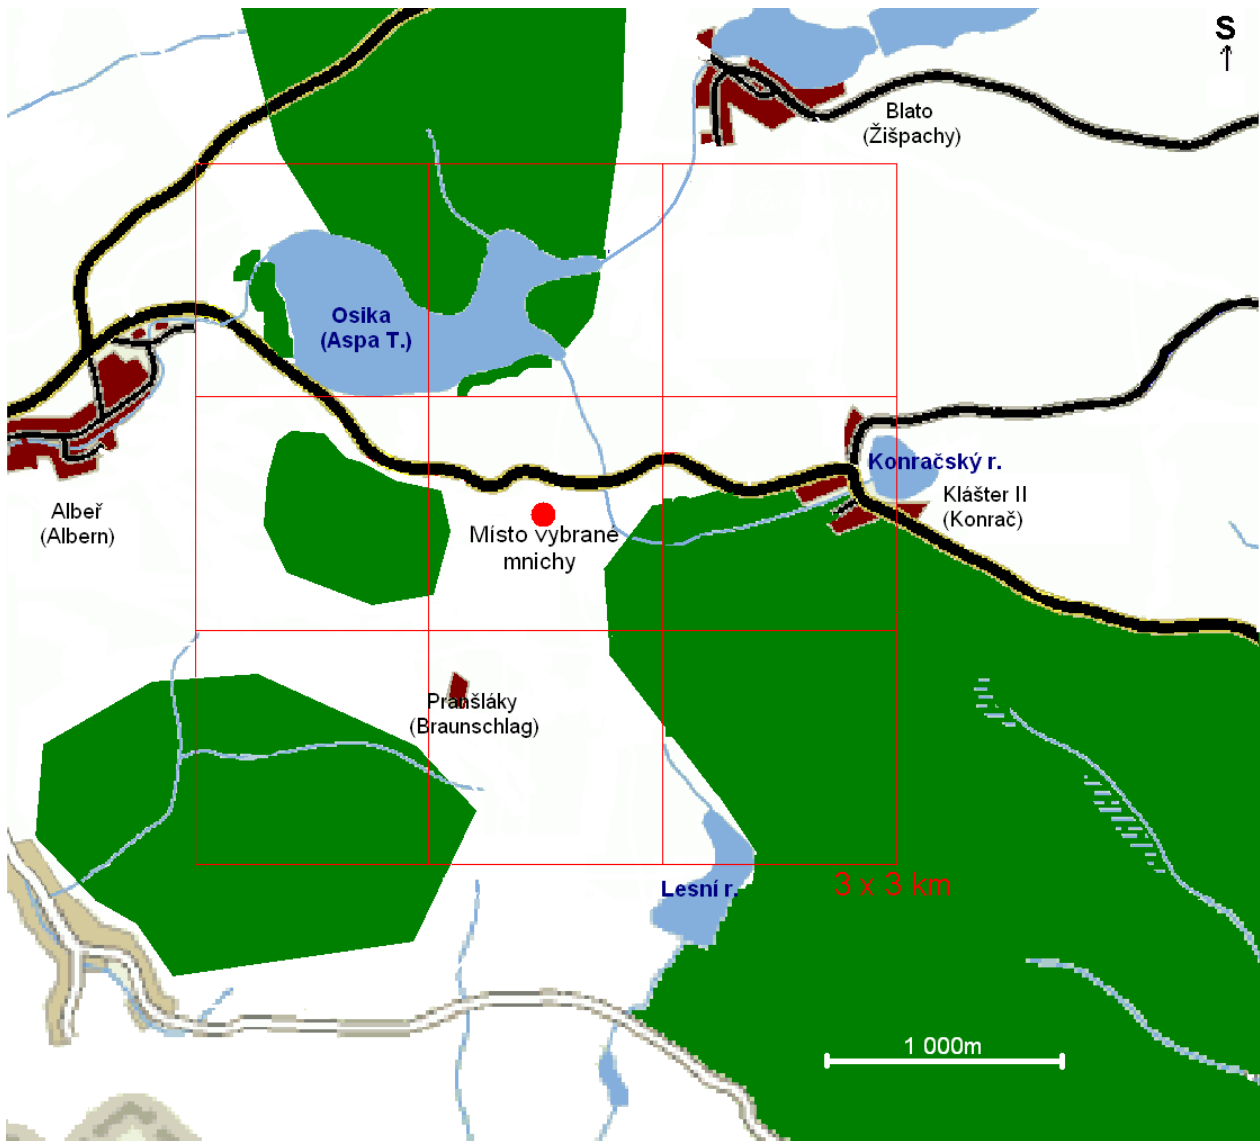 S
Blato
(Žišpachy)
Osika
(Aspa T.)
Konračský r.
Klášter II
(Konrač)
Albeř
(Albern)
Místo vybrané
mnichy
Pranšláky
(Braunschlag)
Lesní r.
3 x 3 km
1 000m